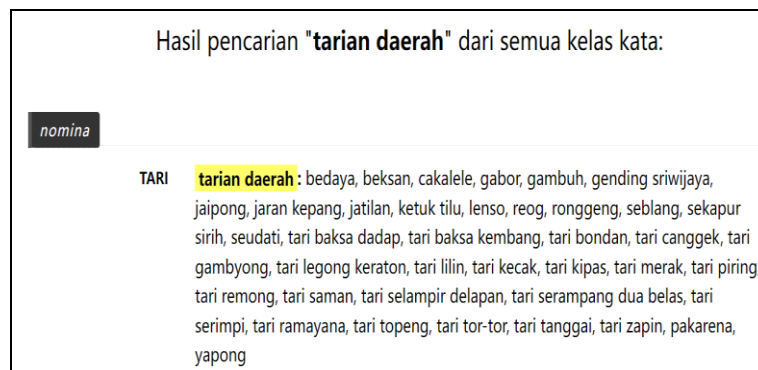 Hasil pencarian "tarian daerah" dari semua kelas kata:
nomina
TARI tarian daerah: bedaya, beksan, cakalele, gabor, gambuh, gending sriwijaya,
jaipong, jaran kepang, jatilan, ketuk tilu, lenso, reog, ronggeng, seblang, sekapur
sirih, seudati, tari baksa dadap, tari baksa kembang, tari bondan, tari canggek, tari
gambyong, tari legong keraton, tari lilin, tari kecak, tari kipas, tari merak, tari piring,
tari remong, tari saman, tari selampir delapan, tari serampang dua belas, tari
serimpi, tari ramayana, tari topeng, tari tor-tor, tari tanggai, tari zapin, pakarena,
yapong